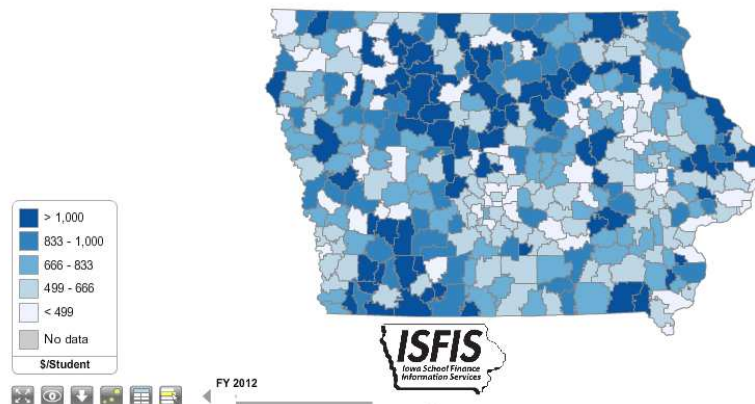 > 1,000
833 - 1,000
666 - 833
499 - 666
< 499
No data
$/Student
ISFIS
Iowa School Finance
Information Services
FY 2012